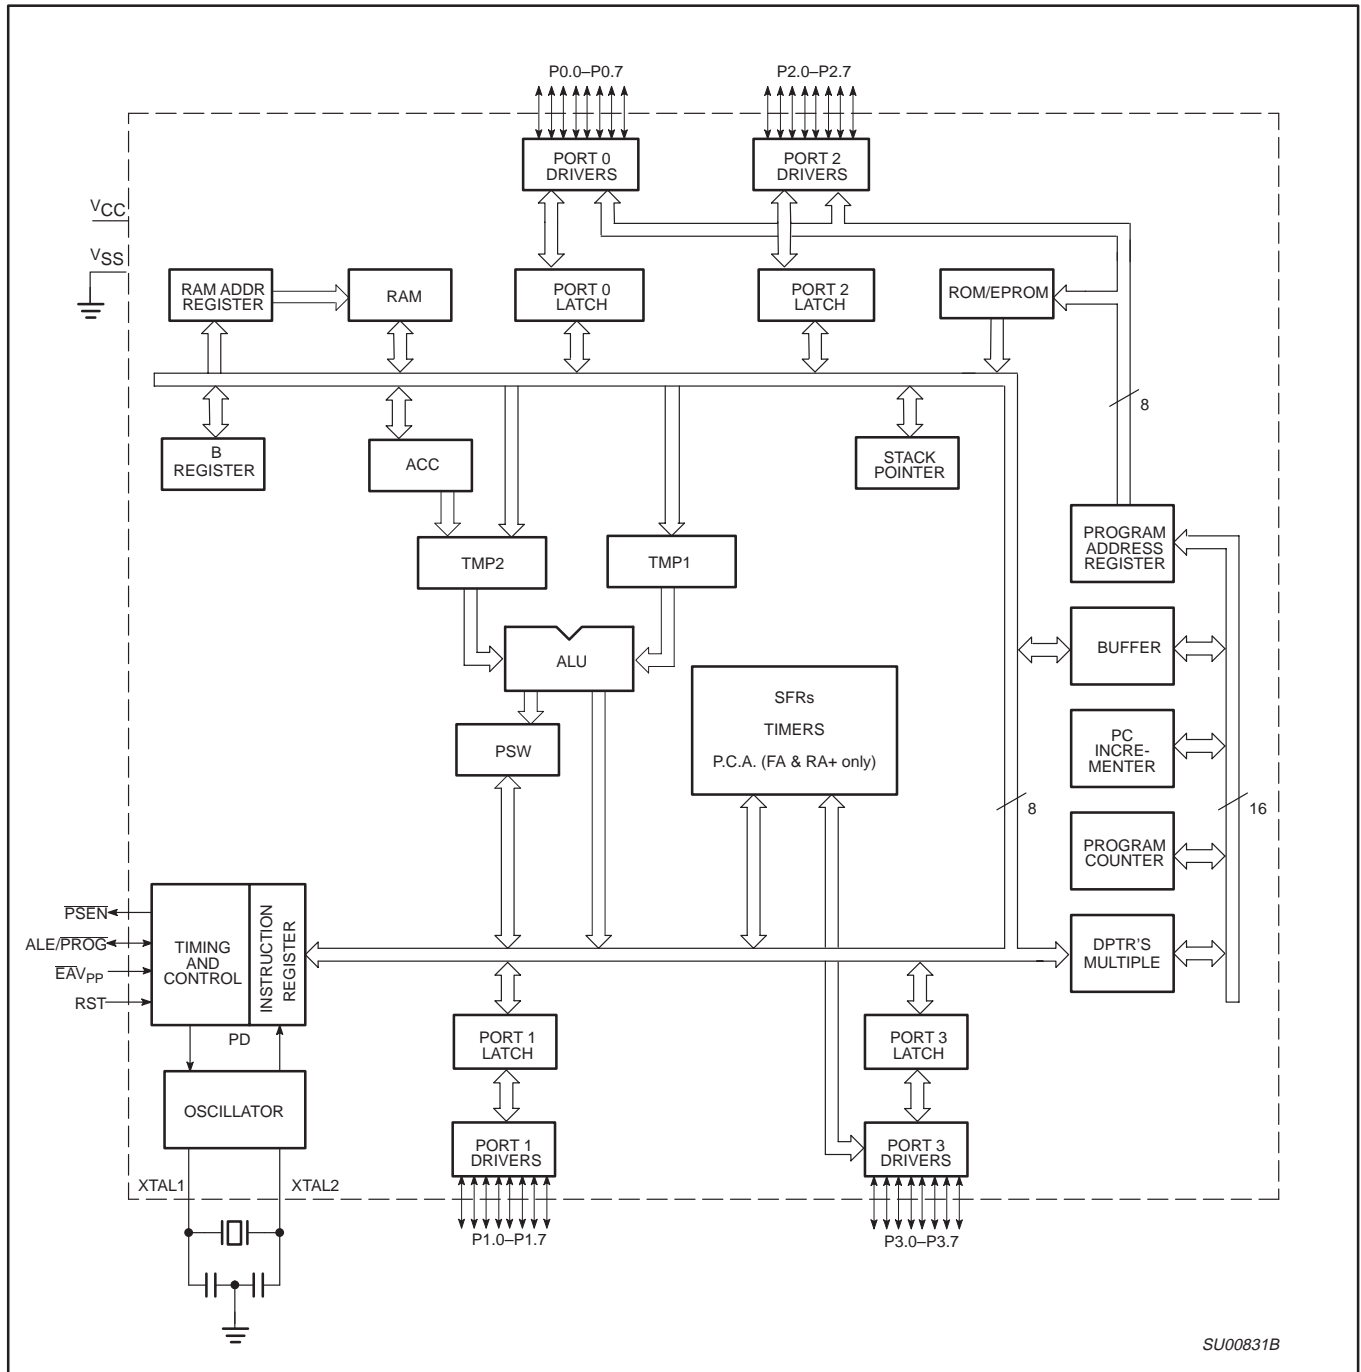 P0.0–P0.7
P2.0–P2.7
PORT 0
DRIVERS
PORT 2
DRIVERS
VCC
VSS
RAM ADDR
REGISTER
RAM
PORT 0
LATCH
PORT 2
LATCH
ROM/EPROM
8
B
REGISTER
ACC
STACK
POINTER
PROGRAM
ADDRESS
REGISTER
TMP2
TMP1
BUFFER
ALU
SFRs
TIMERS
P.C.A. (FA & RA+ only)
PSW
PC
INCRE-
MENTER
8
16
PROGRAM
COUNTER
PSEN
ALE/PROG
EAVPP
RST
TIMING
AND
CONTROL
INSTRUCTION
REGISTER
DPTR'S
MULTIPLE
PD
PORT 1
LATCH
PORT 3
LATCH
OSCILLATOR
PORT 1
DRIVERS
PORT 3
DRIVERS
XTAL1
XTAL2
P1.0–P1.7
P3.0–P3.7
SU00831B